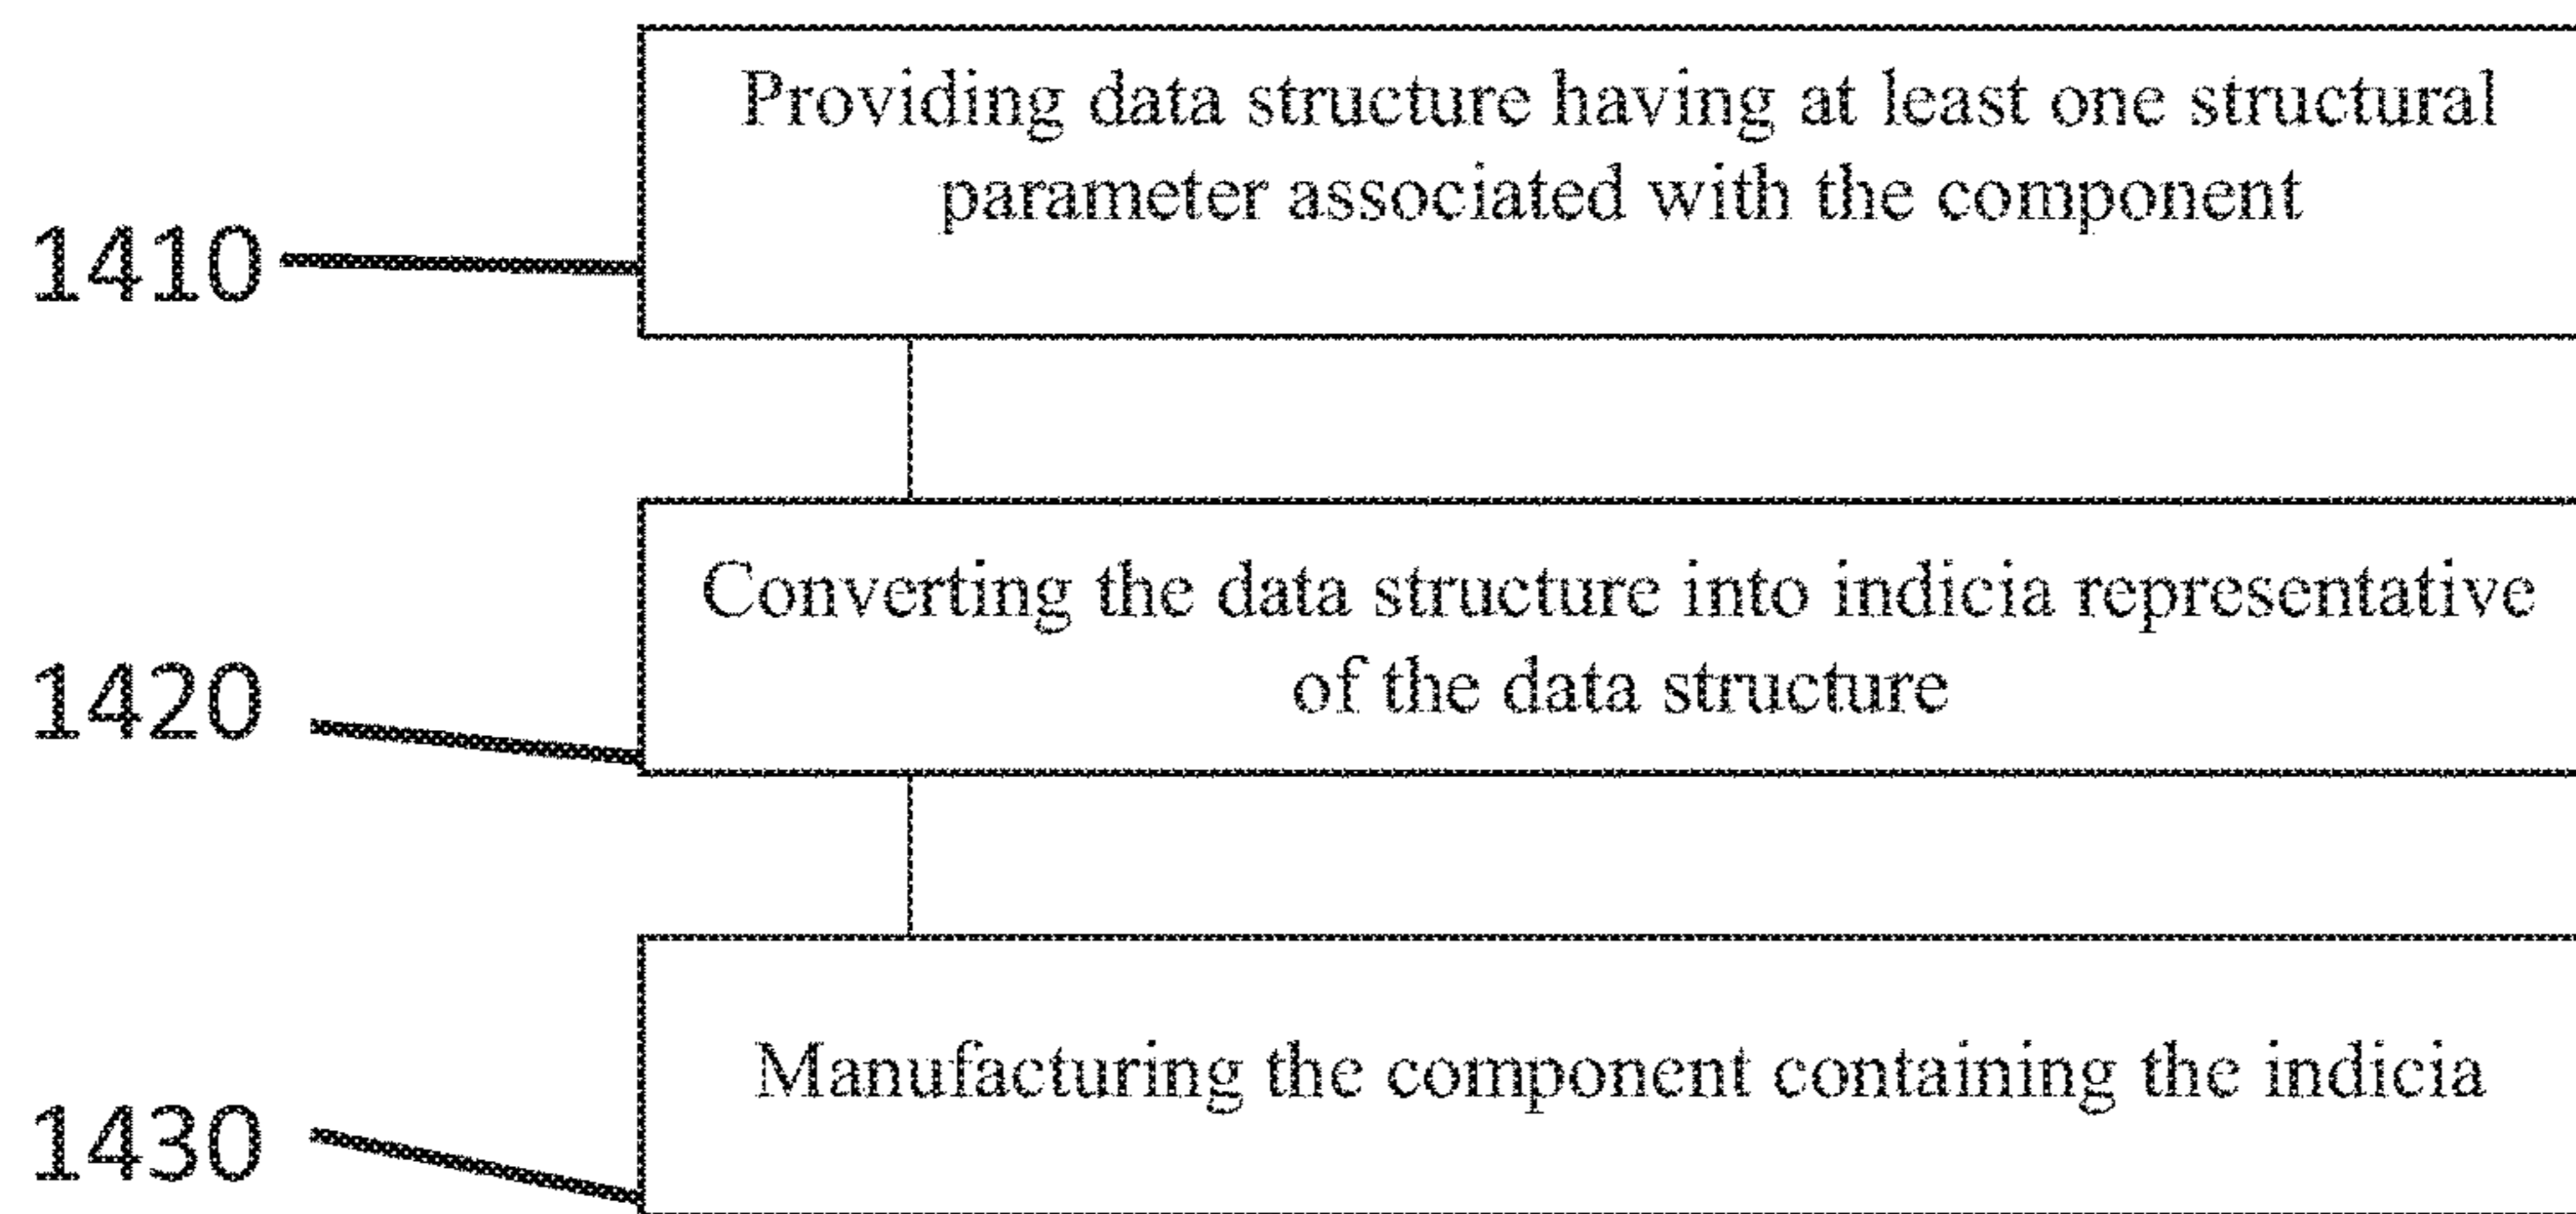 Providing data structure having at least one structural
parameter associated with the component
1410
Converting the data structure into indicia representative
of the data structure
1420
Manufacturing the component containing the indicia
1430